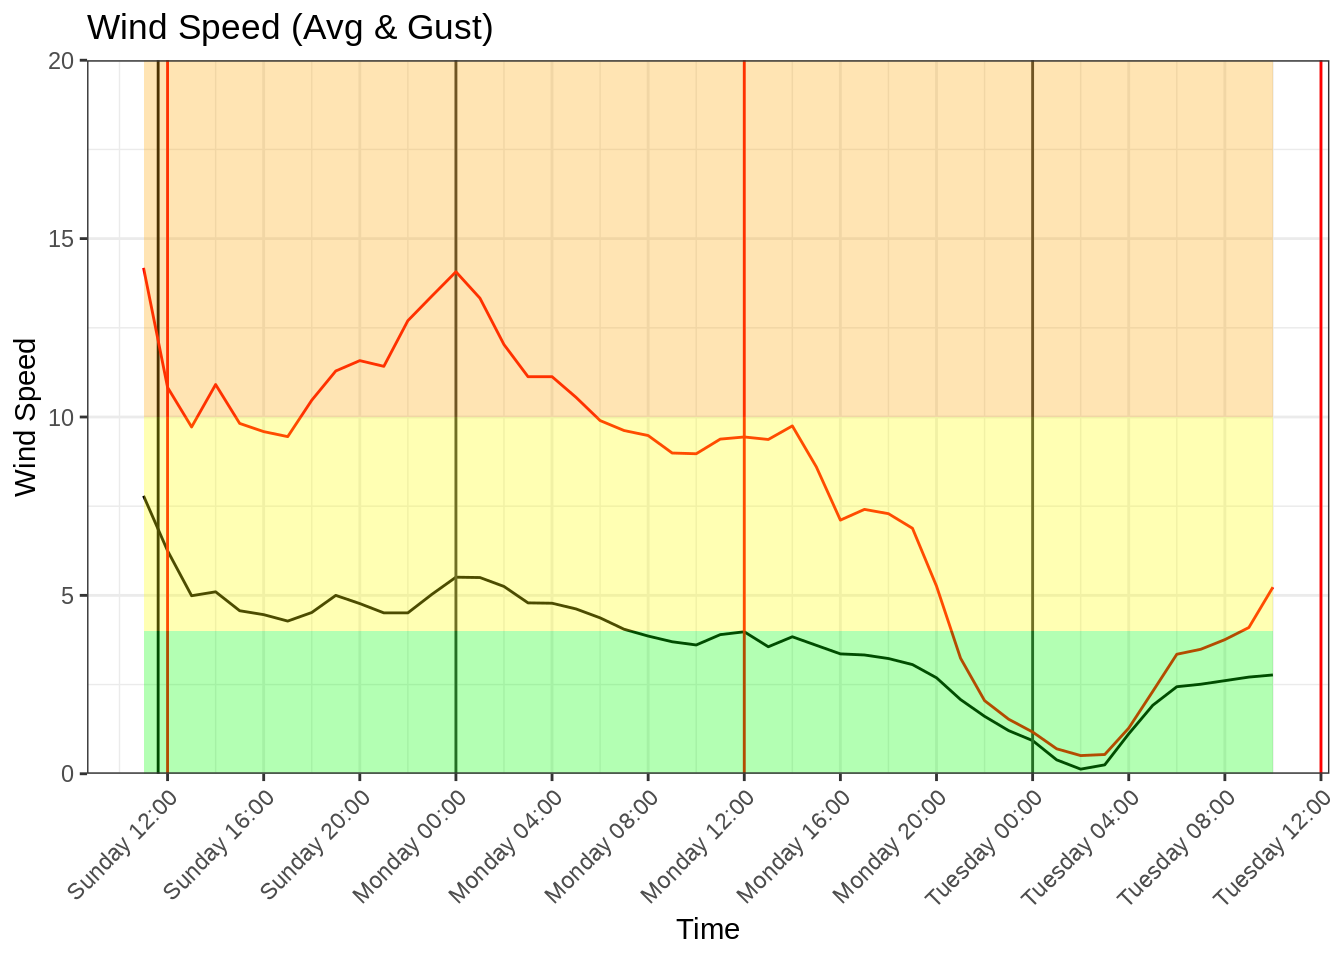 Wind Speed (Avg & Gust)
20
15
10
5
0
Wind Speed
Sunday 12:00
Sunday 16:00
Sunday 20:00
Monday 00:00
Monday 04:00
Monday 08:00
Monday 12:00
Monday 16:00
Monday 20:00
Tuesday 00:00
Tuesday 04:00
Tuesday 08:00
Tuesday 12:00
Time